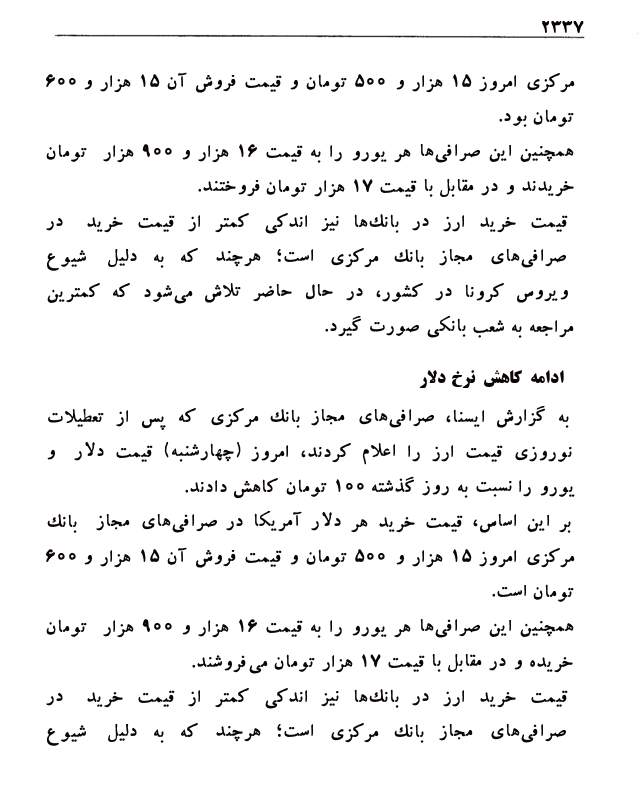 ۲۳۳۷
مرکزی امروز ۱۵ هزار و ۵۰۰ تومان و قیمت فروش آن ۱۵ هزار و ۶۰۰
تومان بود.
همچنین این صرافی‌ها هر یورو را به قیمت ۱۶ هزار و ۹۰۰ هزار تومان
خریدند و در مقابل با قیمت ۱۷ هزار تومان فروختند.
قیمت خرید ارز در بانک‌ها نیز اندکی کمتر از قیمت خرید در
صرافی‌های مجاز بانک مرکزی است؛ هرچند که به دلیل شیوع
ویروس کرونا در کشور، در حال حاضر تلاش می‌شود که کمترین
مراجعه به شعب بانکی صورت گیرد.
ادامه کاهش نرخ دلار
به گزارش ایسنا، صرافی‌های مجاز بانک مرکزی که پس از تعطیلات
نوروزی قیمت ارز را اعلام کردند، امروز (چهارشنبه) قیمت دلار و
یورو را نسبت به روز گذشته ۱۰۰ تومان کاهش دادند.
بر این اساس، قیمت خرید هر دلار آمریکا در صرافی‌های مجاز بانک
مرکزی امروز ۱۵ هزار و ۵۰۰ تومان و قیمت فروش آن ۱۵ هزار و ۶۰۰
تومان است.
همچنین این صرافی‌ها هر یورو را به قیمت ۱۶ هزار و ۹۰۰ هزار تومان
خریده و در مقابل با قیمت ۱۷ هزار تومان می‌فروشند.
قیمت خرید ارز در بانک‌ها نیز اندکی کمتر از قیمت خرید در
صرافی‌های مجاز بانک مرکزی است؛ هرچند که به دلیل شیوع